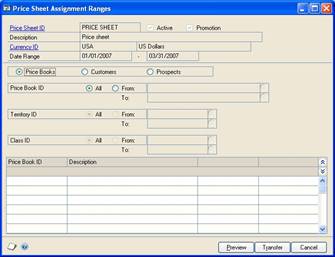 Price Sheet Assignment Ranges
Price Sheet ID PRICE SHEET Active Promotion
Description Price sheet
Currency ID USA US Dollars
Date Range 01/01/2007 - 03/31/2007
Price Books Customers Prospects
Price Book ID All From:
To:
Territory ID All From:
To:
Class ID All From:
To:
Price Book ID Description
Preview Transfer Cancel